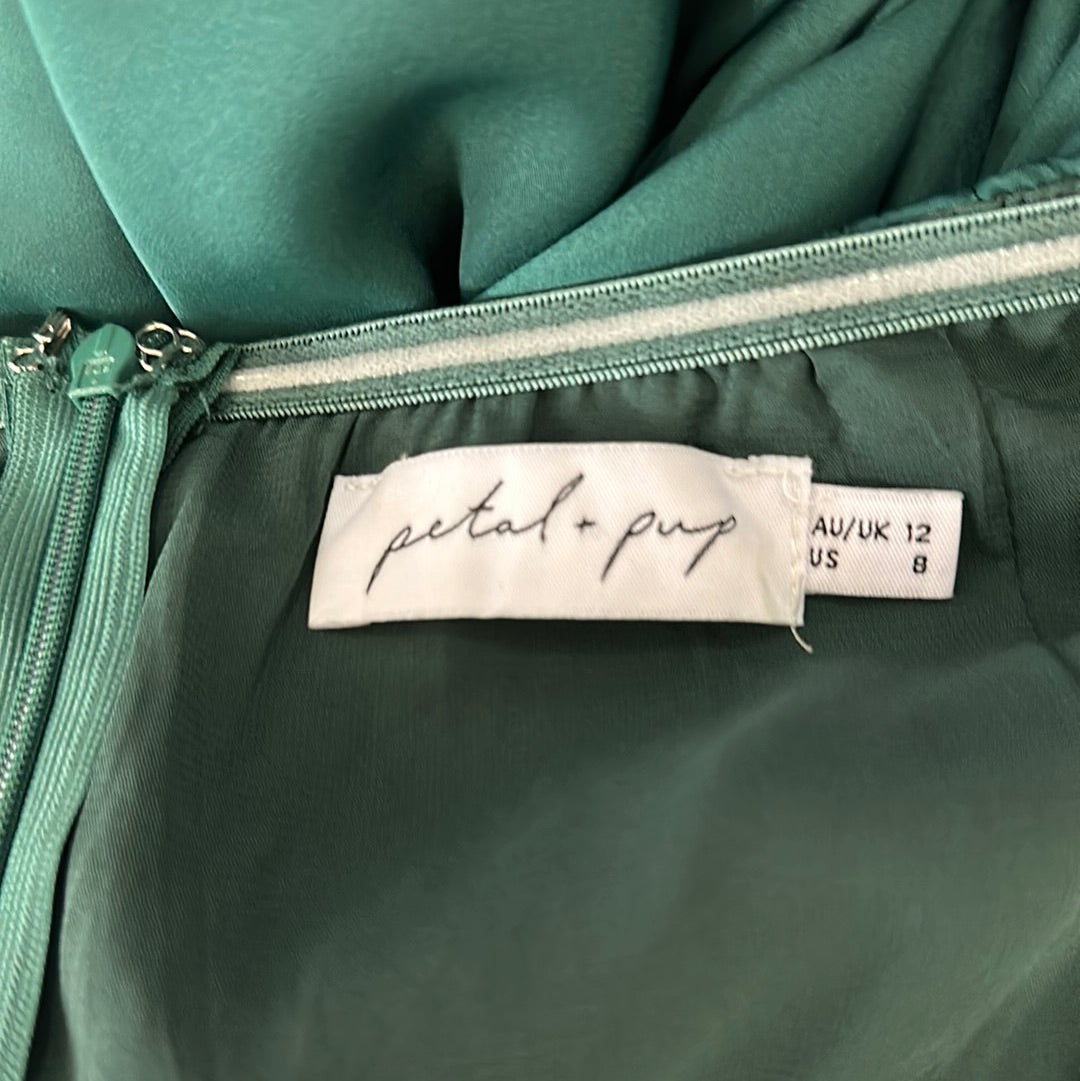 petal + pup
AU/UK 12
US 8